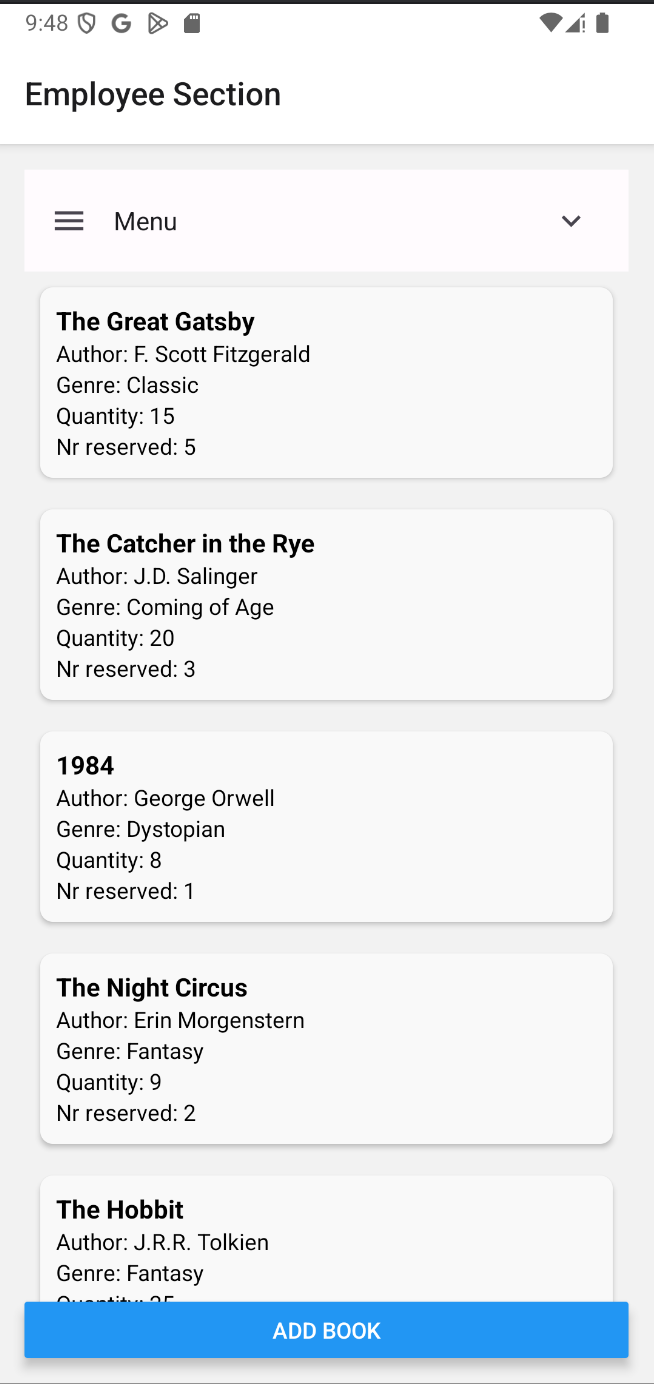 9:48
Employee Section
Menu
The Great Gatsby
Author: F. Scott Fitzgerald
Genre: Classic
Quantity: 15
Nr reserved: 5
The Catcher in the Rye
Author: J.D. Salinger
Genre: Coming of Age
Quantity: 20
Nr reserved: 3
1984
Author: George Orwell
Genre: Dystopian
Quantity: 8
Nr reserved: 1
The Night Circus
Author: Erin Morgenstern
Genre: Fantasy
Quantity: 9
Nr reserved: 2
The Hobbit
Author: J.R.R. Tolkien
Genre: Fantasy
ADD BOOK